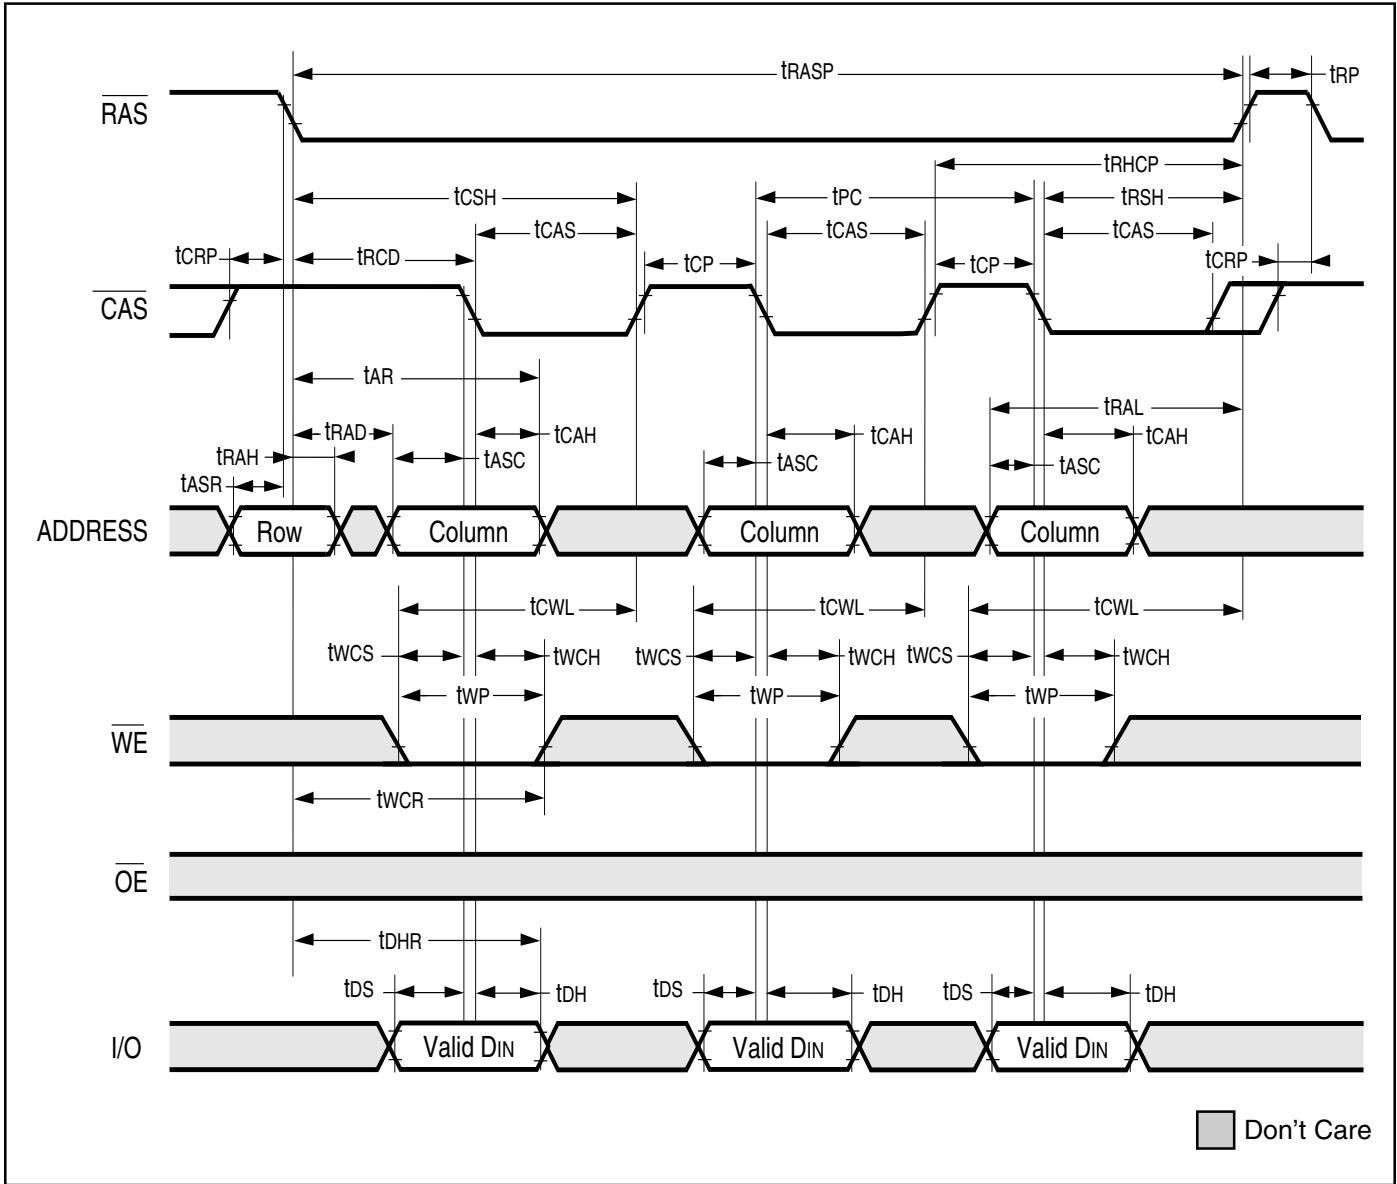 tRASP tRP
RAS
tRHCP
tCSH tPC tRSH
tCAS tCAS tCAS
tCRP tRCD tCP tCP tCRP
CAS
tAR
tRAL
tRAD tCAH tCAH tCAH
tRAH tASC tASC tASC
tASR
ADDRESS Row Column Column Column
tCWL tCWL tCWL
tWCS tWCH tWCS tWCH tWCS tWCH
tWP tWP tWP
WE
tWCR
OE
tDHR
tDS tDH tDS tDH tDS tDH
I/O Valid DIN Valid DIN Valid DIN
Don't Care